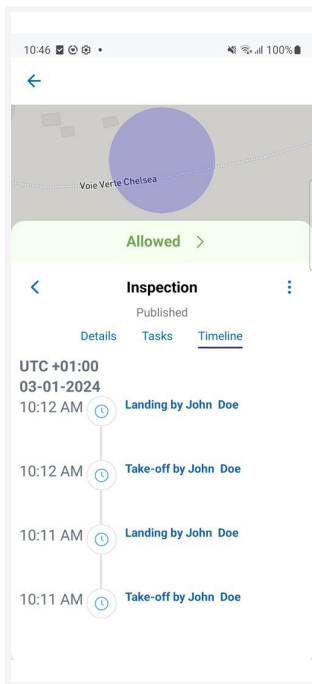 10:46
100%
Voie Verte Chelsea
Allowed
Inspection
Published
Details Tasks Timeline
UTC +01:00
03-01-2024
10:12 AM Landing by John Doe
10:12 AM Take-off by John Doe
10:11 AM Landing by John Doe
10:11 AM Take-off by John Doe